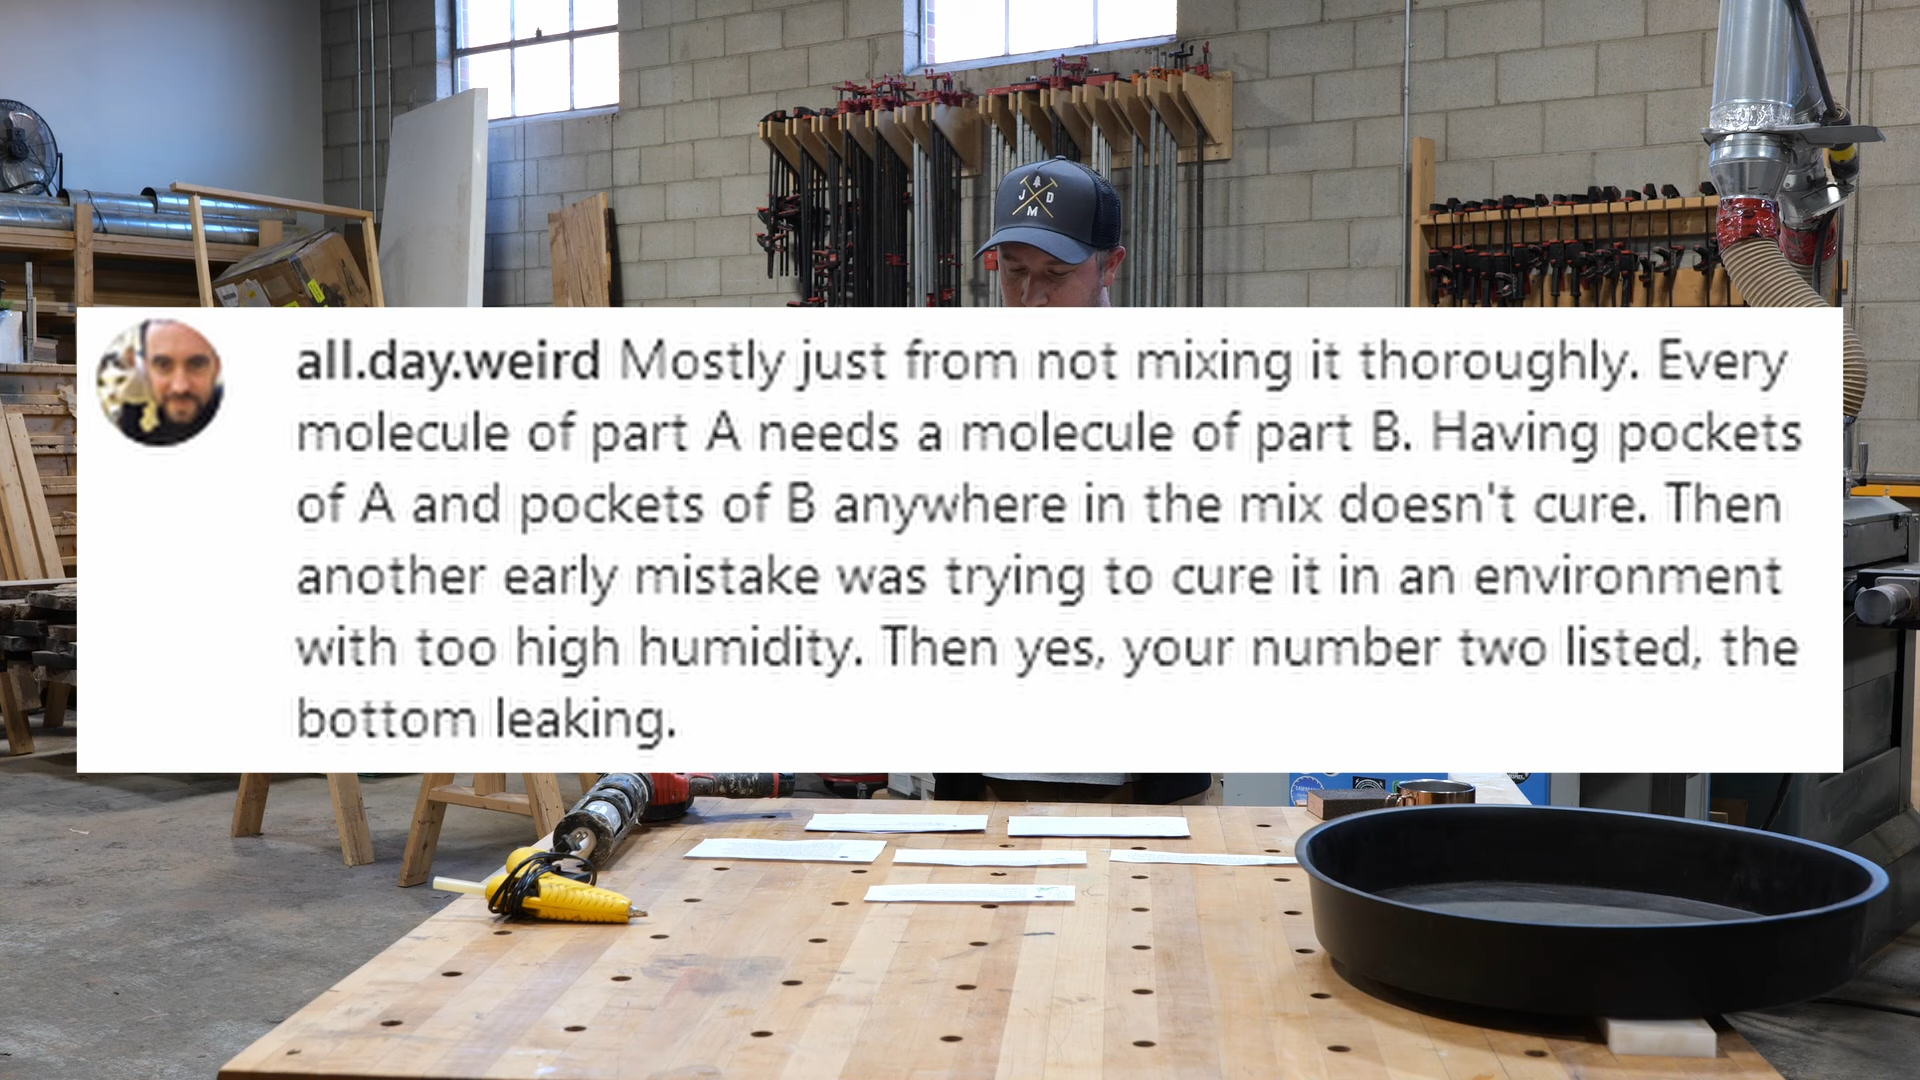 J D
M
all.day.weird Mostly just from not mixing it thoroughly. Every
molecule of part A needs a molecule of part B. Having pockets
of A and pockets of B anywhere in the mix doesn't cure. Then
another early mistake was trying to cure it in an environment
with too high humidity. Then yes, your number two listed, the
bottom leaking.